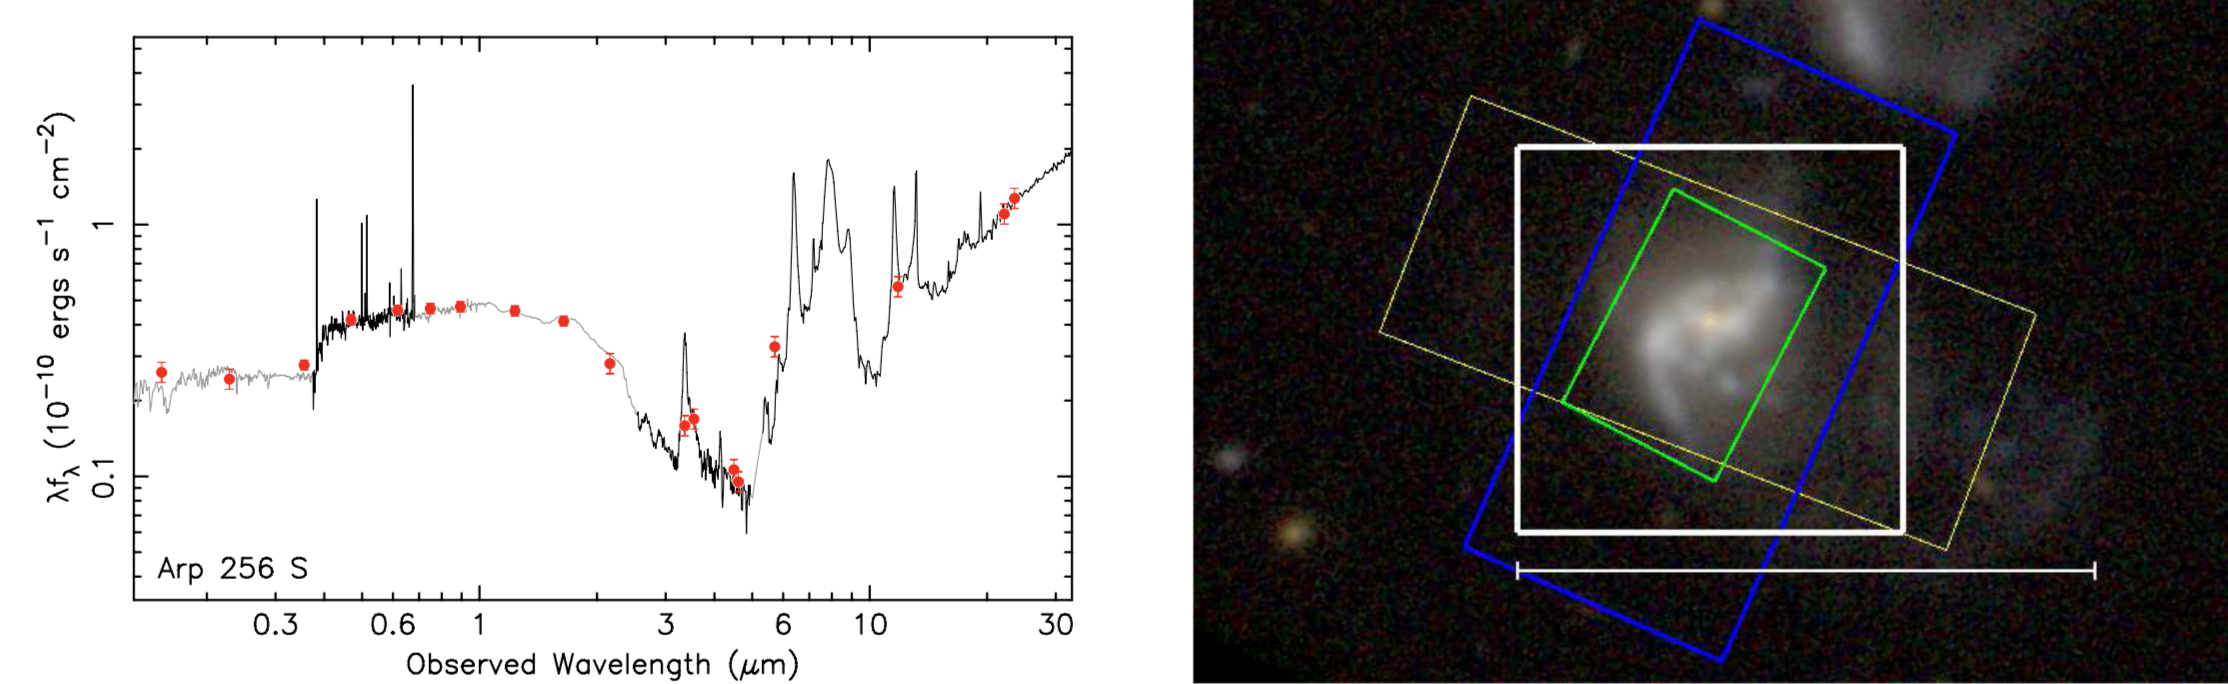 λf_λ (10⁻¹⁰ ergs s⁻¹ cm⁻²)
1
0.1
Arp 256 S
0.3 0.6 1 3 6 10 30
Observed Wavelength (μm)